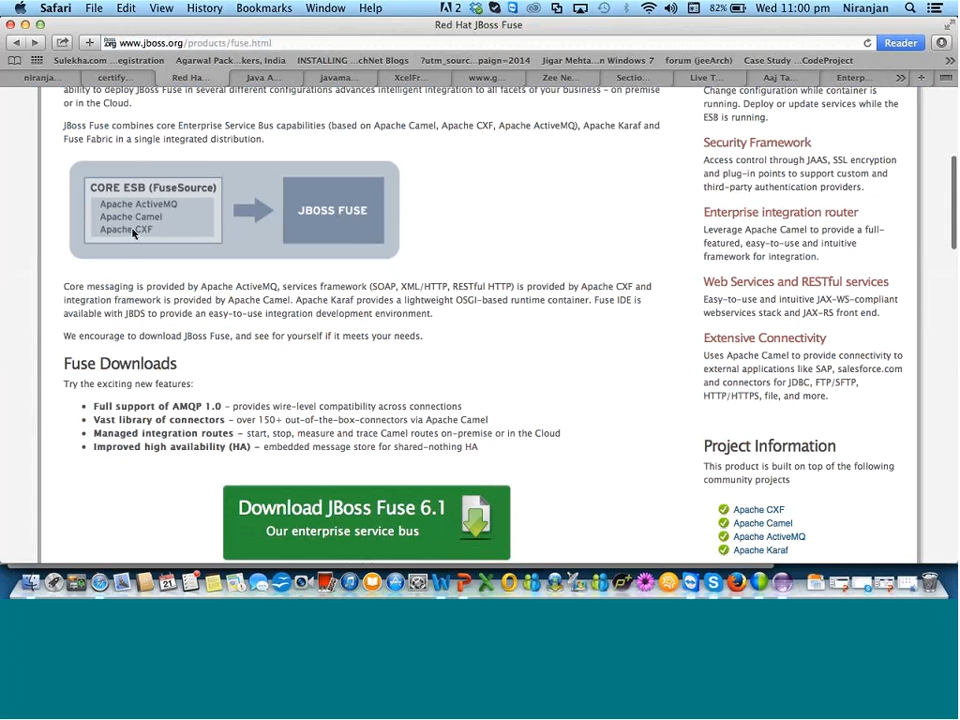 Safari File Edit View History Bookmarks Window Help 2 82% Wed 11:00 pm Niranjan
Red Hat JBoss Fuse
www.jboss.org/products/fuse.html Reader
Sulekha.com ...egistration Agarwal Pack...kers, India INSTALLING ...chNet Blogs ?utm_sourc...paign=2014 Jigar Mehta...n Windows 7 forum (jeeArch) Case Study ...CodeProject
niranja... certify... Red Ha... Java A... javama... XcelFr... www.g... Zee Ne... Sectio... Live T... Aaj Ta... Enterp...
ability to deploy JBoss Fuse in several different configurations advances intelligent integration to all facets of your business – on premise
or in the Cloud.
JBoss Fuse combines core Enterprise Service Bus capabilities (based on Apache Camel, Apache CXF, Apache ActiveMQ), Apache Karaf and
Fuse Fabric in a single integrated distribution.
CORE ESB (FuseSource)
Apache ActiveMQ
Apache Camel
Apache CXF
JBOSS FUSE
Core messaging is provided by Apache ActiveMQ, services framework (SOAP, XML/HTTP, RESTful HTTP) is provided by Apache CXF and
integration framework is provided by Apache Camel. Apache Karaf provides a lightweight OSGI-based runtime container. Fuse IDE is
available with JBDS to provide an easy-to-use integration development environment.
We encourage to download JBoss Fuse, and see for yourself if it meets your needs.
Fuse Downloads
Try the exciting new features:
• Full support of AMQP 1.0 – provides wire-level compatibility across connections
• Vast library of connectors – over 150+ out-of-the-box-connectors via Apache Camel
• Managed integration routes – start, stop, measure and trace Camel routes on-premise or in the Cloud
• Improved high availability (HA) – embedded message store for shared-nothing HA
Download JBoss Fuse 6.1
Our enterprise service bus
Change configuration while container is
running. Deploy or update services while the
ESB is running.
Security Framework
Access control through JAAS, SSL encryption
and plug-in points to support custom and
third-party authentication providers.
Enterprise integration router
Leverage Apache Camel to provide a full-
featured, easy-to-use and intuitive
framework for integration.
Web Services and RESTful services
Easy-to-use and intuitive JAX-WS-compliant
webservices stack and JAX-RS front end.
Extensive Connectivity
Uses Apache Camel to provide connectivity to
external applications like SAP, salesforce.com
and connectors for JDBC, FTP/SFTP,
HTTP/HTTPS, file, and more.
Project Information
This product is built on top of the following
community projects
Apache CXF
Apache Camel
Apache ActiveMQ
Apache Karaf